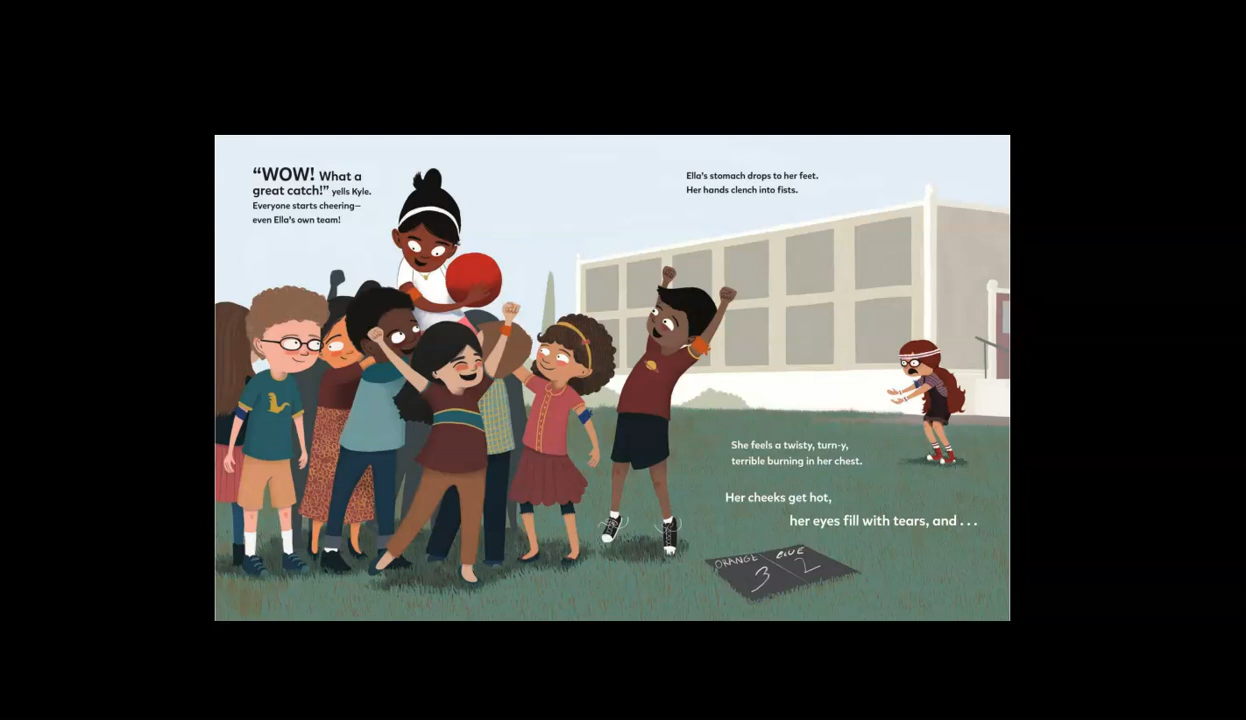 “WOW! What a
great catch!” yells Kyle.
Everyone starts cheering—
even Ella’s own team!
Ella’s stomach drops to her feet.
Her hands clench into fists.
She feels a twisty, turn-y,
terrible burning in her chest.
Her cheeks get hot,
her eyes fill with tears, and . . .
ORANGE BLUE
3 2